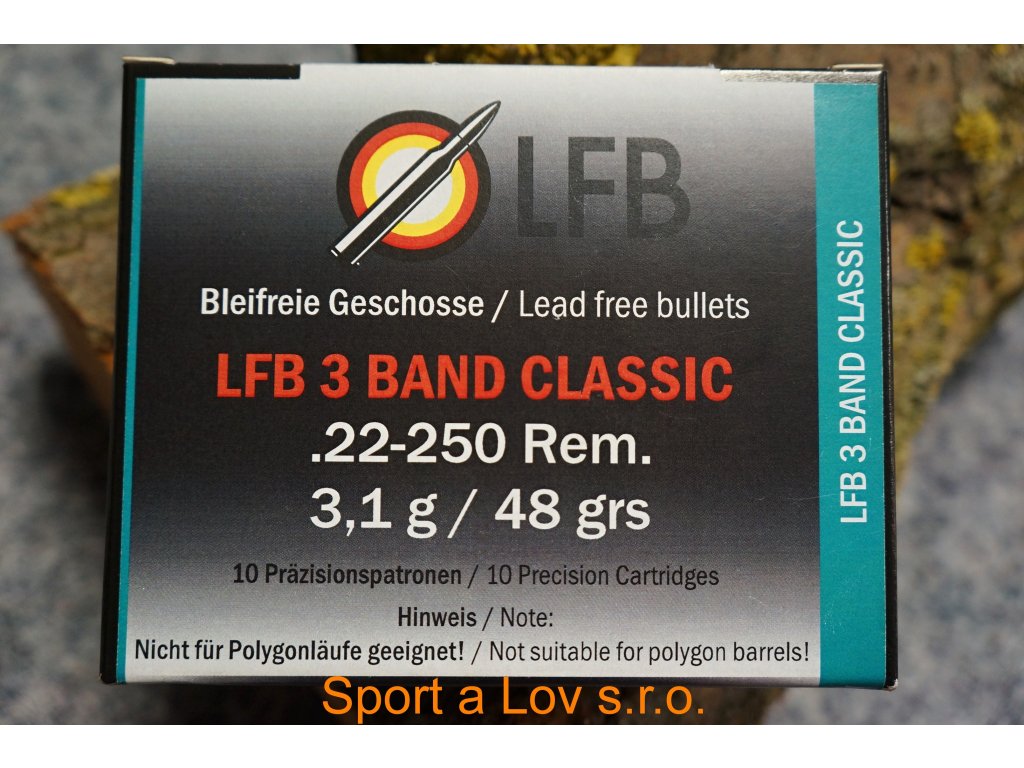 LFB
Bleifreie Geschosse / Lead free bullets
LFB 3 BAND CLASSIC
.22-250 Rem.
3,1 g / 48 grs
10 Präzisionspatronen / 10 Precision Cartridges
Hinweis / Note:
Nicht für Polygonläufe geeignet! / Not suitable for polygon barrels!
LFB 3 BAND CLASSIC
Sport a Lov s.r.o.